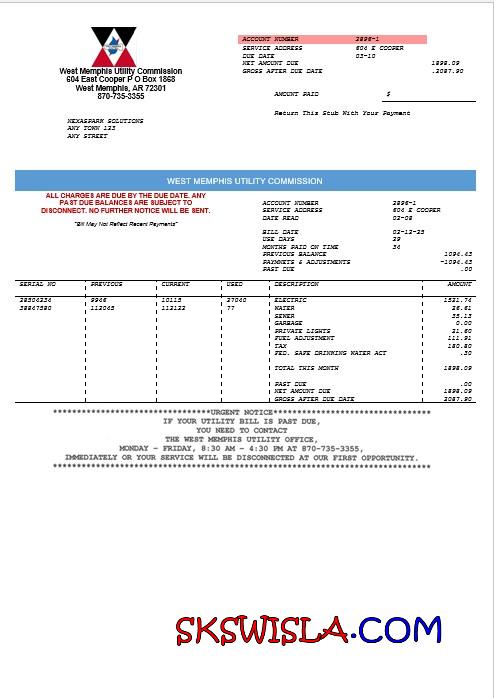 West Memphis Utility Commission
604 East Cooper P O Box 1868
West Memphis, AR 72301
870-735-3355
ACCOUNT NUMBER 2896-1
SERVICE ADDRESS 604 E COOPER
DUE DATE 03-10
NET AMOUNT DUE 1898.09
GROSS AFTER DUE DATE .2087.90
AMOUNT PAID $
Return This Stub With Your Payment
NEXASPARK SOLUTIONS
ANY TOWN 123
ANY STREET
WEST MEMPHIS UTILITY COMMISSION
ALL CHARGES ARE DUE BY THE DUE DATE. ANY
PAST DUE BALANCES ARE SUBJECT TO
DISCONNECT. NO FURTHER NOTICE WILL BE SENT.
"Bill May Not Reflect Recent Payments"
ACCOUNT NUMBER 2896-1
SERVICE ADDRESS 604 E COOPER
DATE READ 02-08
BILL DATE 02-12-25
USE DAYS 29
MONTHS PAID ON TIME 34
PREVIOUS BALANCE 1094.43
PAYMNETS & ADJUSTMENTS -1094.43
PAST DUE .00
SERIAL NO PREVIOUS CURRENT USED DESCRIPTION AMOUNT
28504234 9946 10115 27040 ELECTRIC 1521.74
38847580 112045 112122 77 WATER 26.61
SEWER 35.13
GARBAGE 0.00
PRIVATE LIGHTS 21.60
FUEL ADJUSTMENT 111.91
TAX 180.80
FED. SAFE DRINKING WATER ACT .30
TOTAL THIS MONTH 1898.09
PAST DUE .00
NET AMOUNT DUE 1898.09
GROSS AFTER DUE DATE 2087.90
********************************URGENT NOTICE********************************
IF YOUR UTILITY BILL IS PAST DUE,
YOU NEED TO CONTACT
THE WEST MEMPHIS UTILITY OFFICE,
MONDAY – FRIDAY, 8:30 AM – 4:30 PM AT 870-735-3355,
IMMEDIATELY OR YOUR SERVICE WILL BE DISCONNECTED AT OUR FIRST OPPORTUNITY.
*****************************************************************************
SKSWISLA.COM